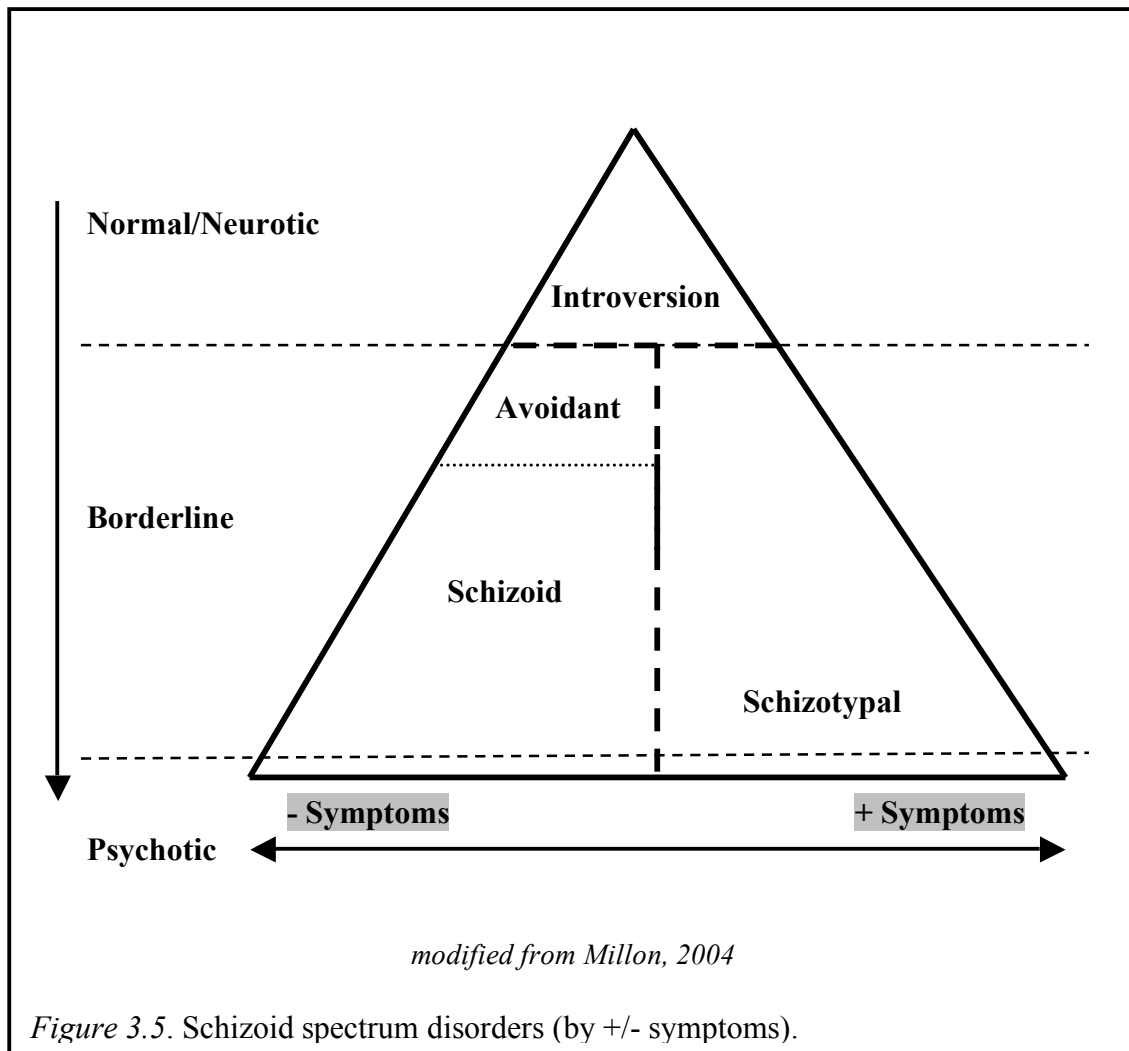 Normal/Neurotic
Introversion
Avoidant
Borderline
Schizoid
Schizotypal
- Symptoms
+ Symptoms
Psychotic
modified from Millon, 2004
Figure 3.5. Schizoid spectrum disorders (by +/- symptoms).